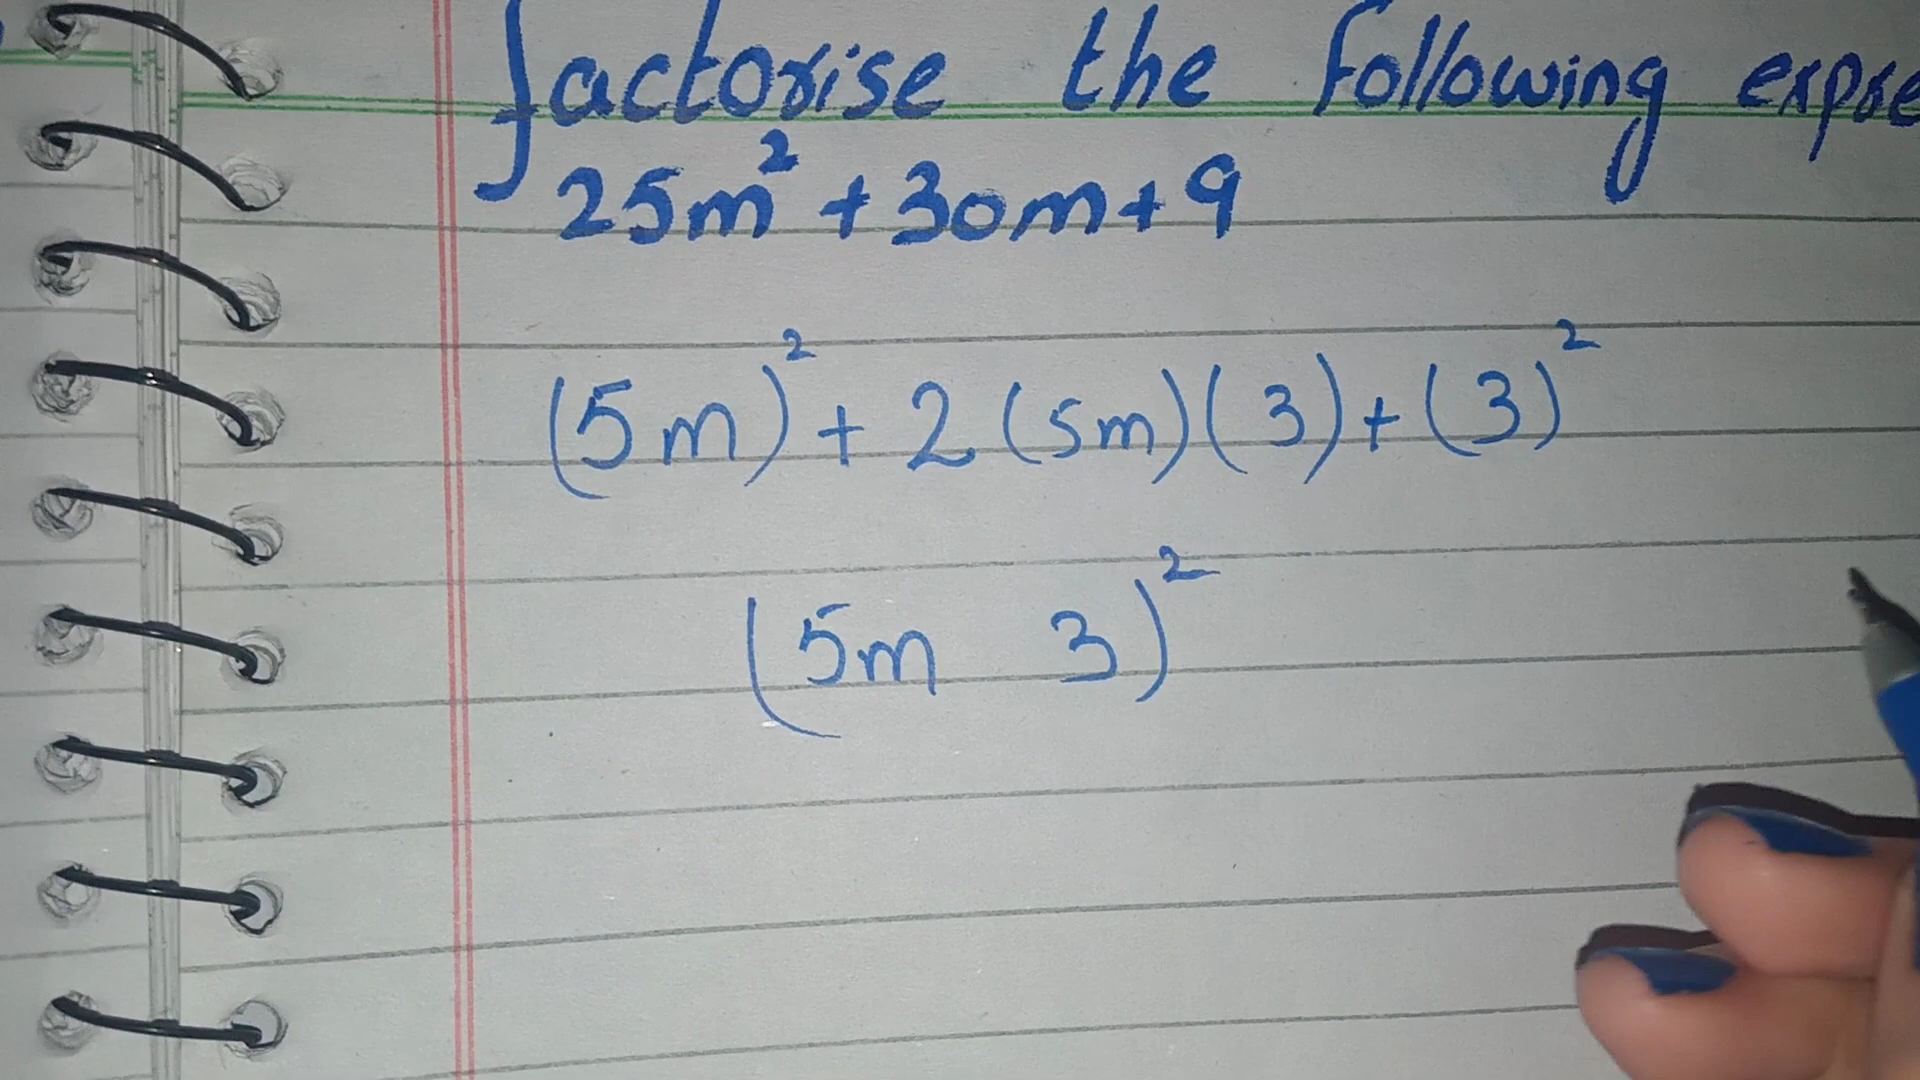 factorise the following expre
25m² + 30m + 9
(5m)² + 2(5m)(3) + (3)²
(5m 3)²